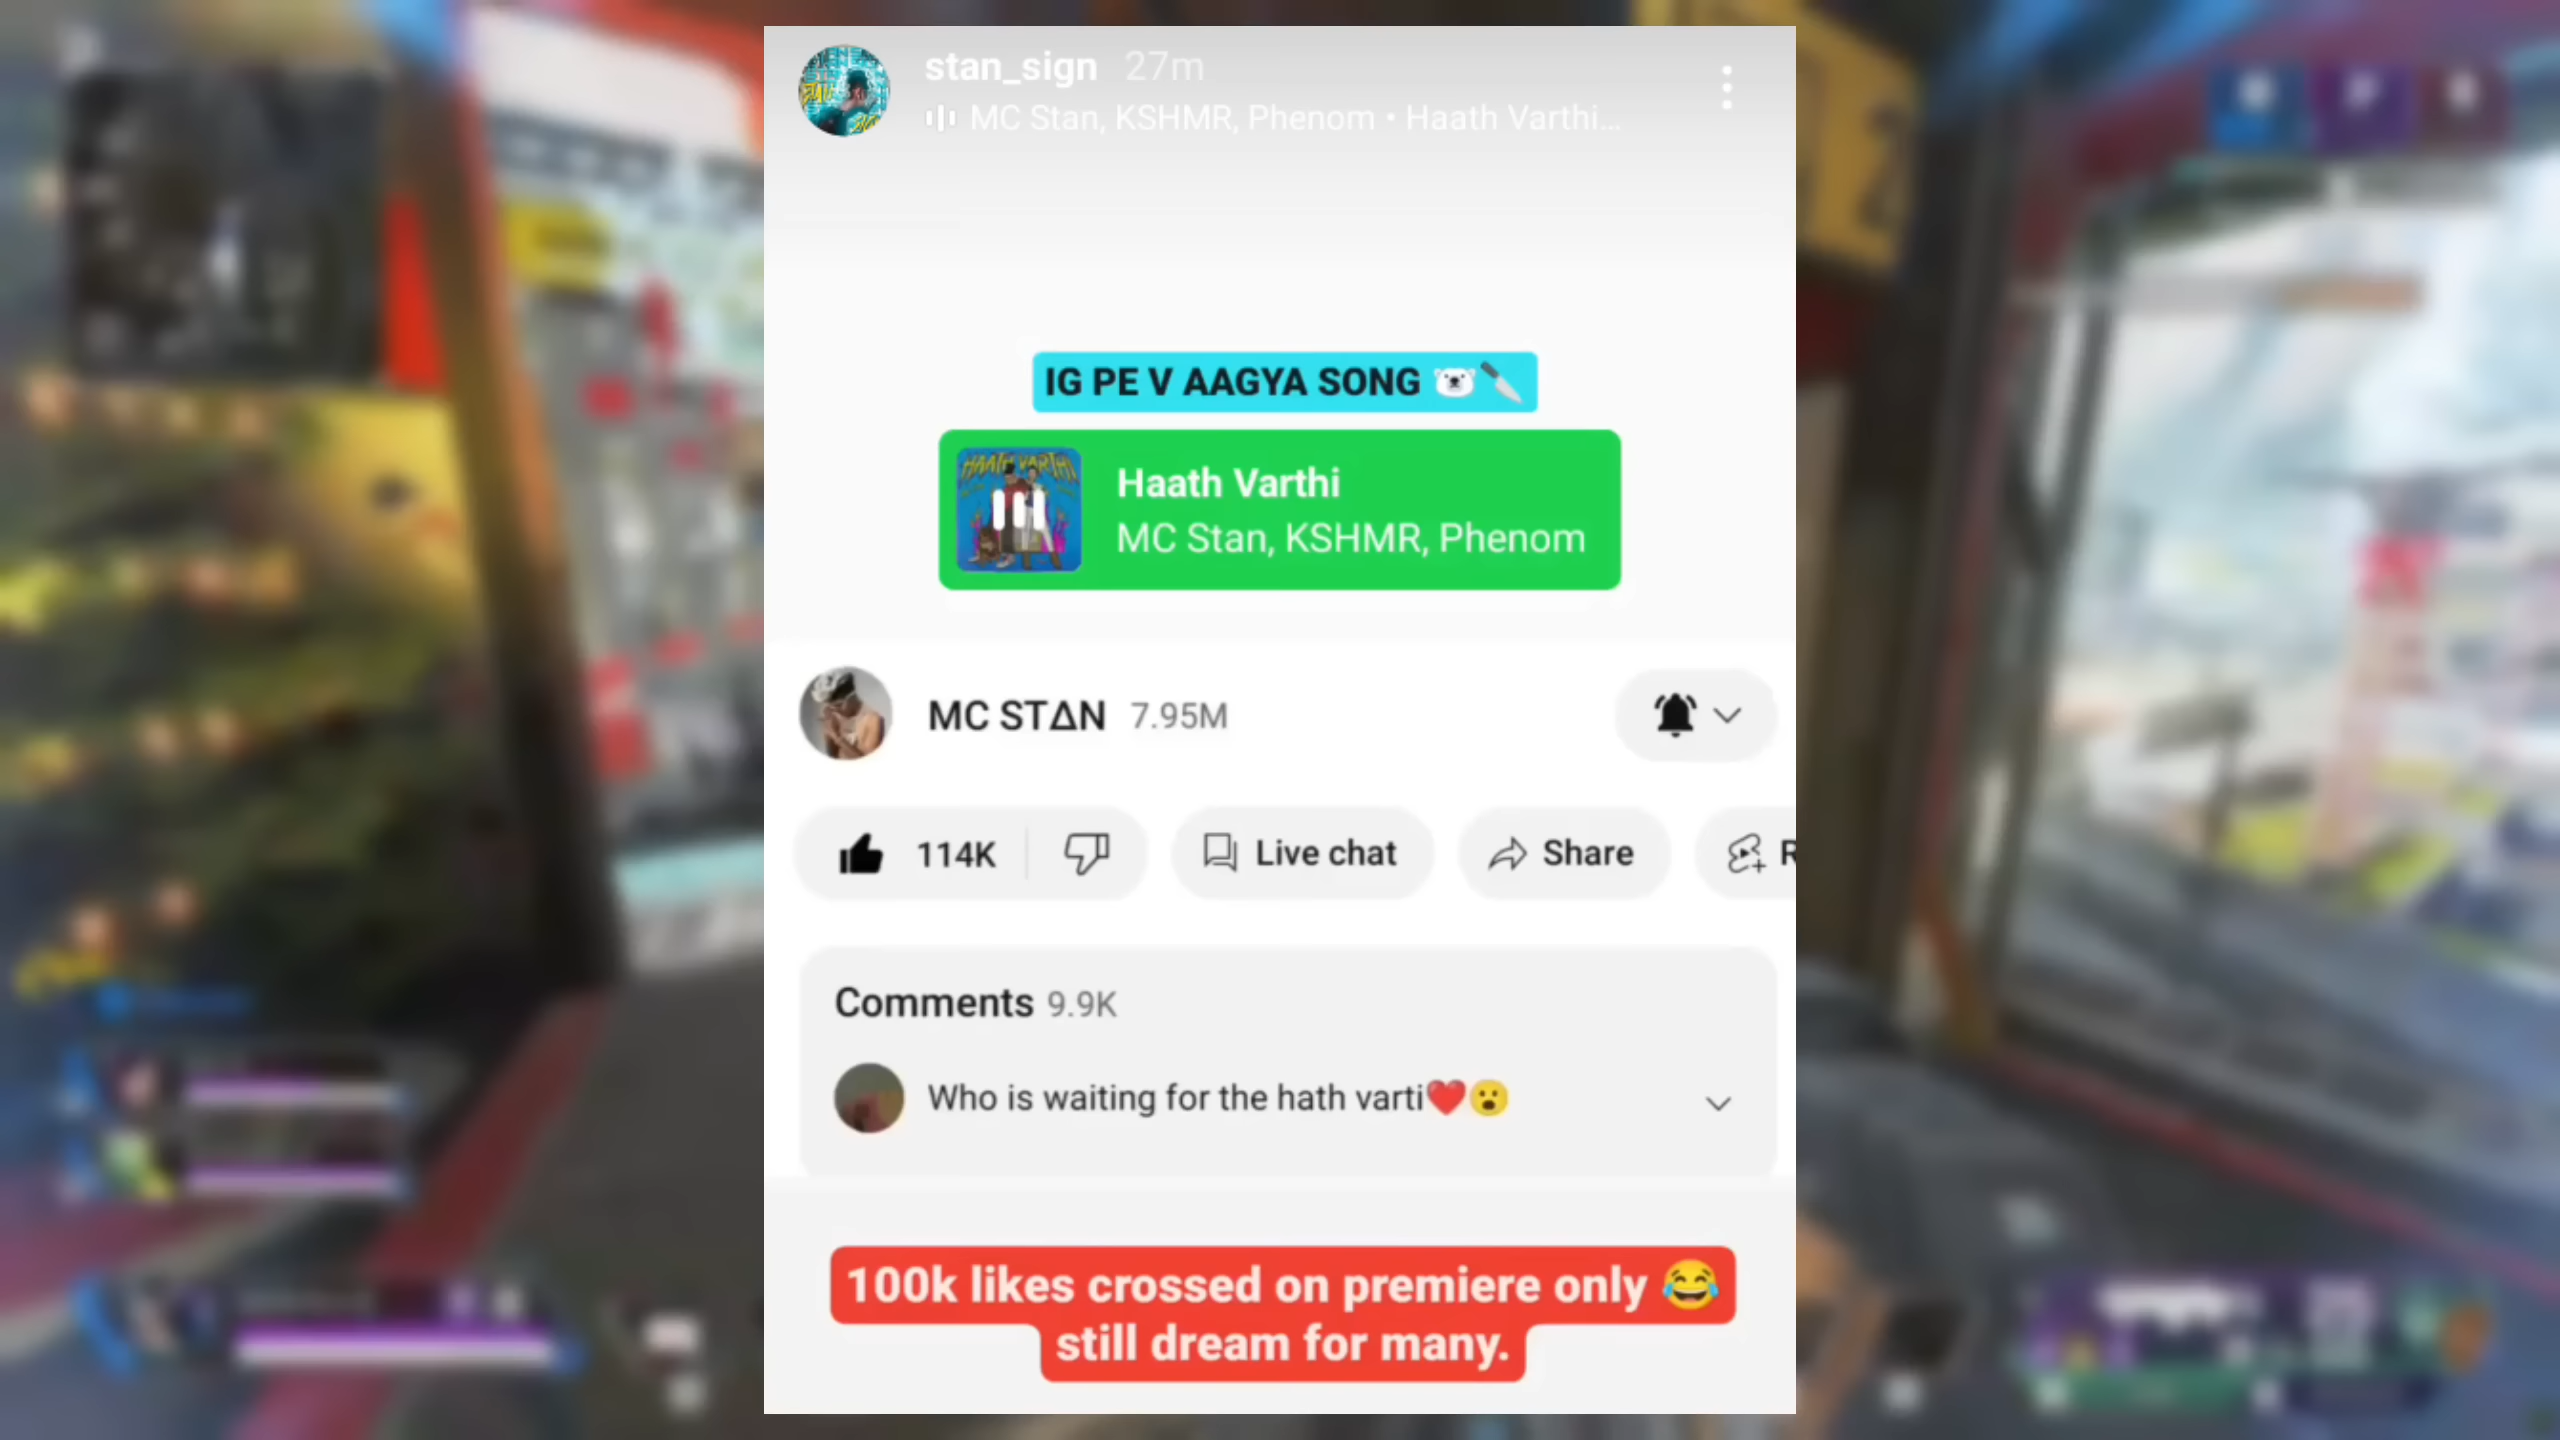 stan_sign 27m
MC Stan, KSHMR, Phenom • Haath Varthi...
IG PE V AAGYA SONG 🐻‍❄️🔪
HAATH VARTHI
Haath Varthi
MC Stan, KSHMR, Phenom
MC STΔN 7.95M
114K Live chat Share
Comments 9.9K
Who is waiting for the hath varti❤️😮
100k likes crossed on premiere only 😂
still dream for many.